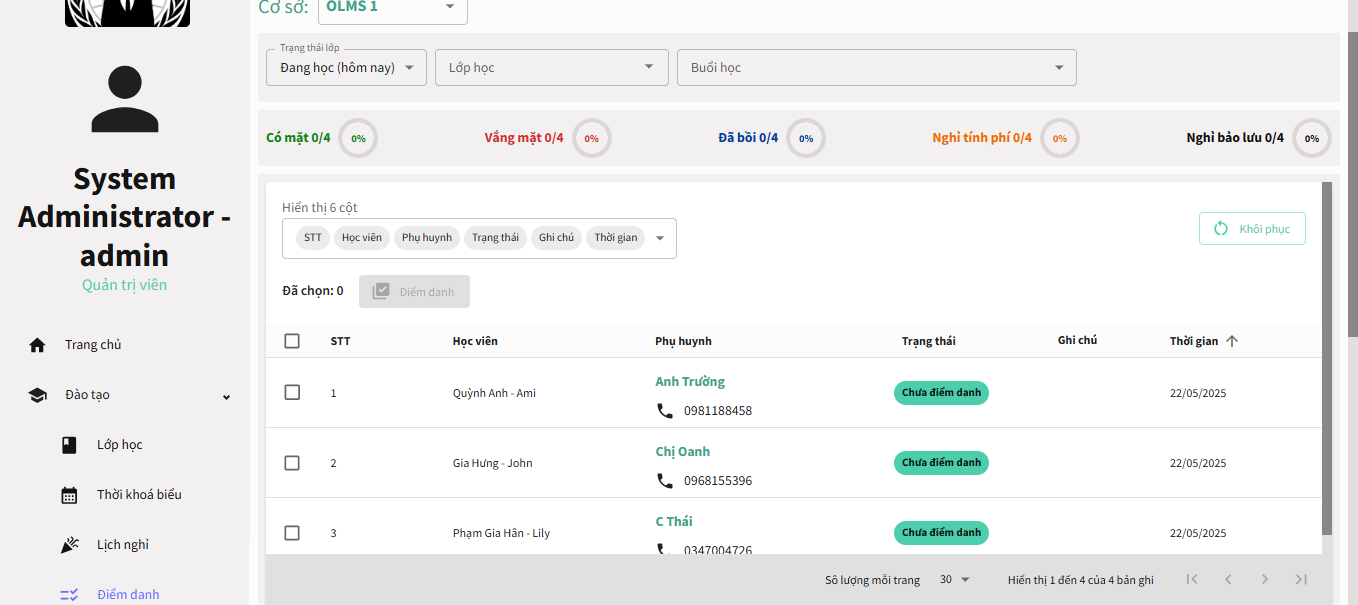 Cơ sở:
OLMS 1
Trạng thái lớp
Đang học (hôm nay)
Lớp học
Buổi học
Có mặt 0/4
0%
Vắng mặt 0/4
0%
Đã bồi 0/4
0%
Nghỉ tính phí 0/4
0%
Nghỉ bảo lưu 0/4
0%
System
Administrator -
admin
Quản trị viên
Trang chủ
Đào tạo
Lớp học
Thời khoá biểu
Lịch nghỉ
Điểm danh
Hiển thị 6 cột
STT Học viên Phụ huynh Trạng thái Ghi chú Thời gian
Khôi phục
Đã chọn: 0
Điểm danh
STT Học viên Phụ huynh Trạng thái Ghi chú Thời gian
1 Quỳnh Anh - Ami Anh Trường Chưa điểm danh 22/05/2025
0981188458
2 Gia Hưng - John Chị Oanh Chưa điểm danh 22/05/2025
0968155396
3 Phạm Gia Hân - Lily C Thái Chưa điểm danh 22/05/2025
0347004726
Số lượng mỗi trang 30 Hiển thị 1 đến 4 của 4 bản ghi